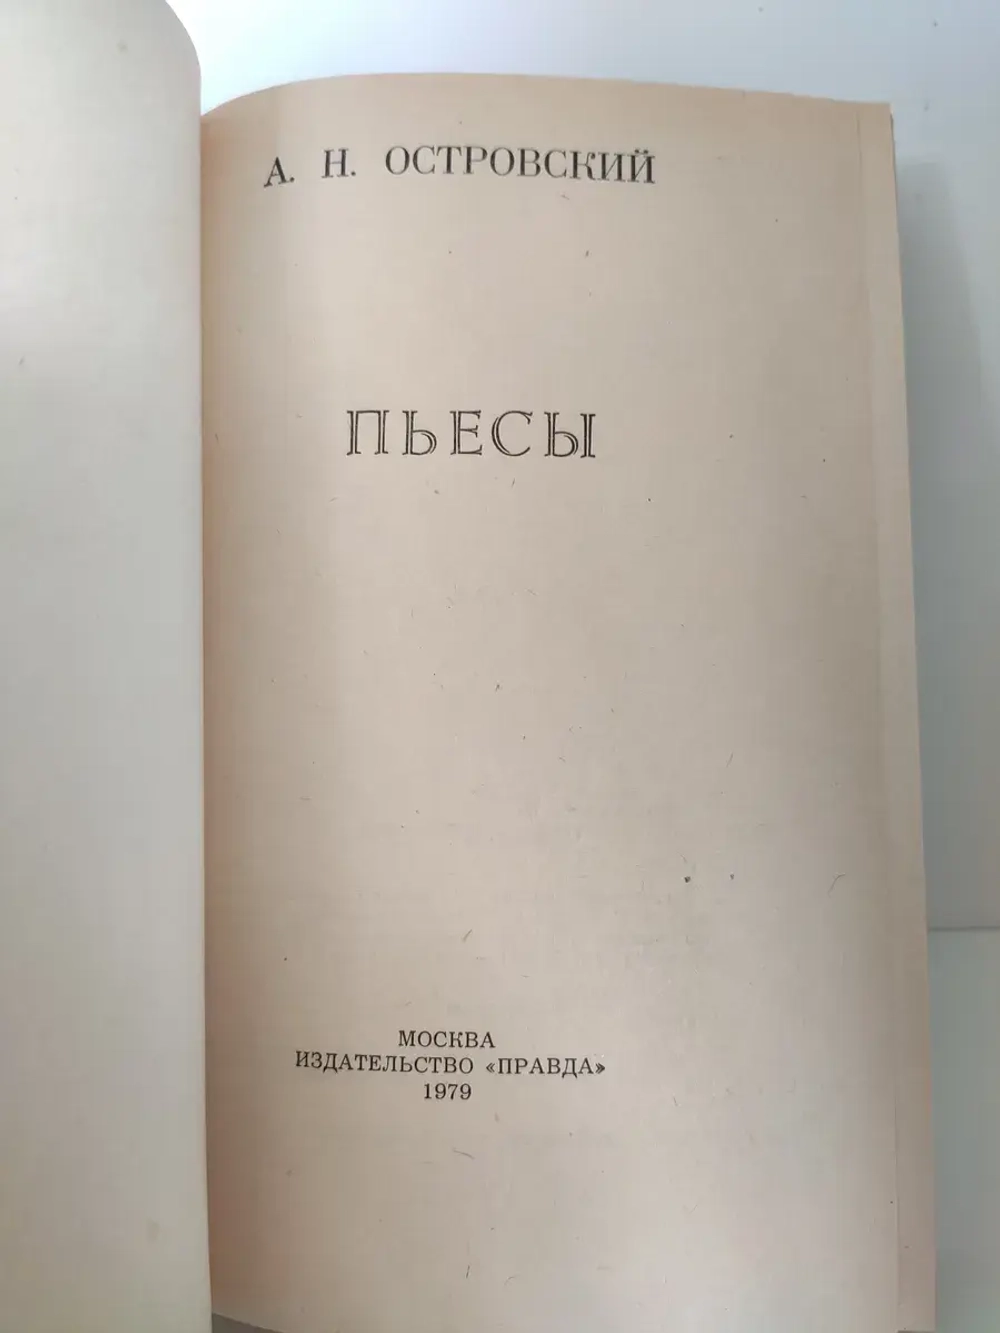 А. Н. ОСТРОВСКИЙ
ПЬЕСЫ
МОСКВА
ИЗДАТЕЛЬСТВО «ПРАВДА»
1979